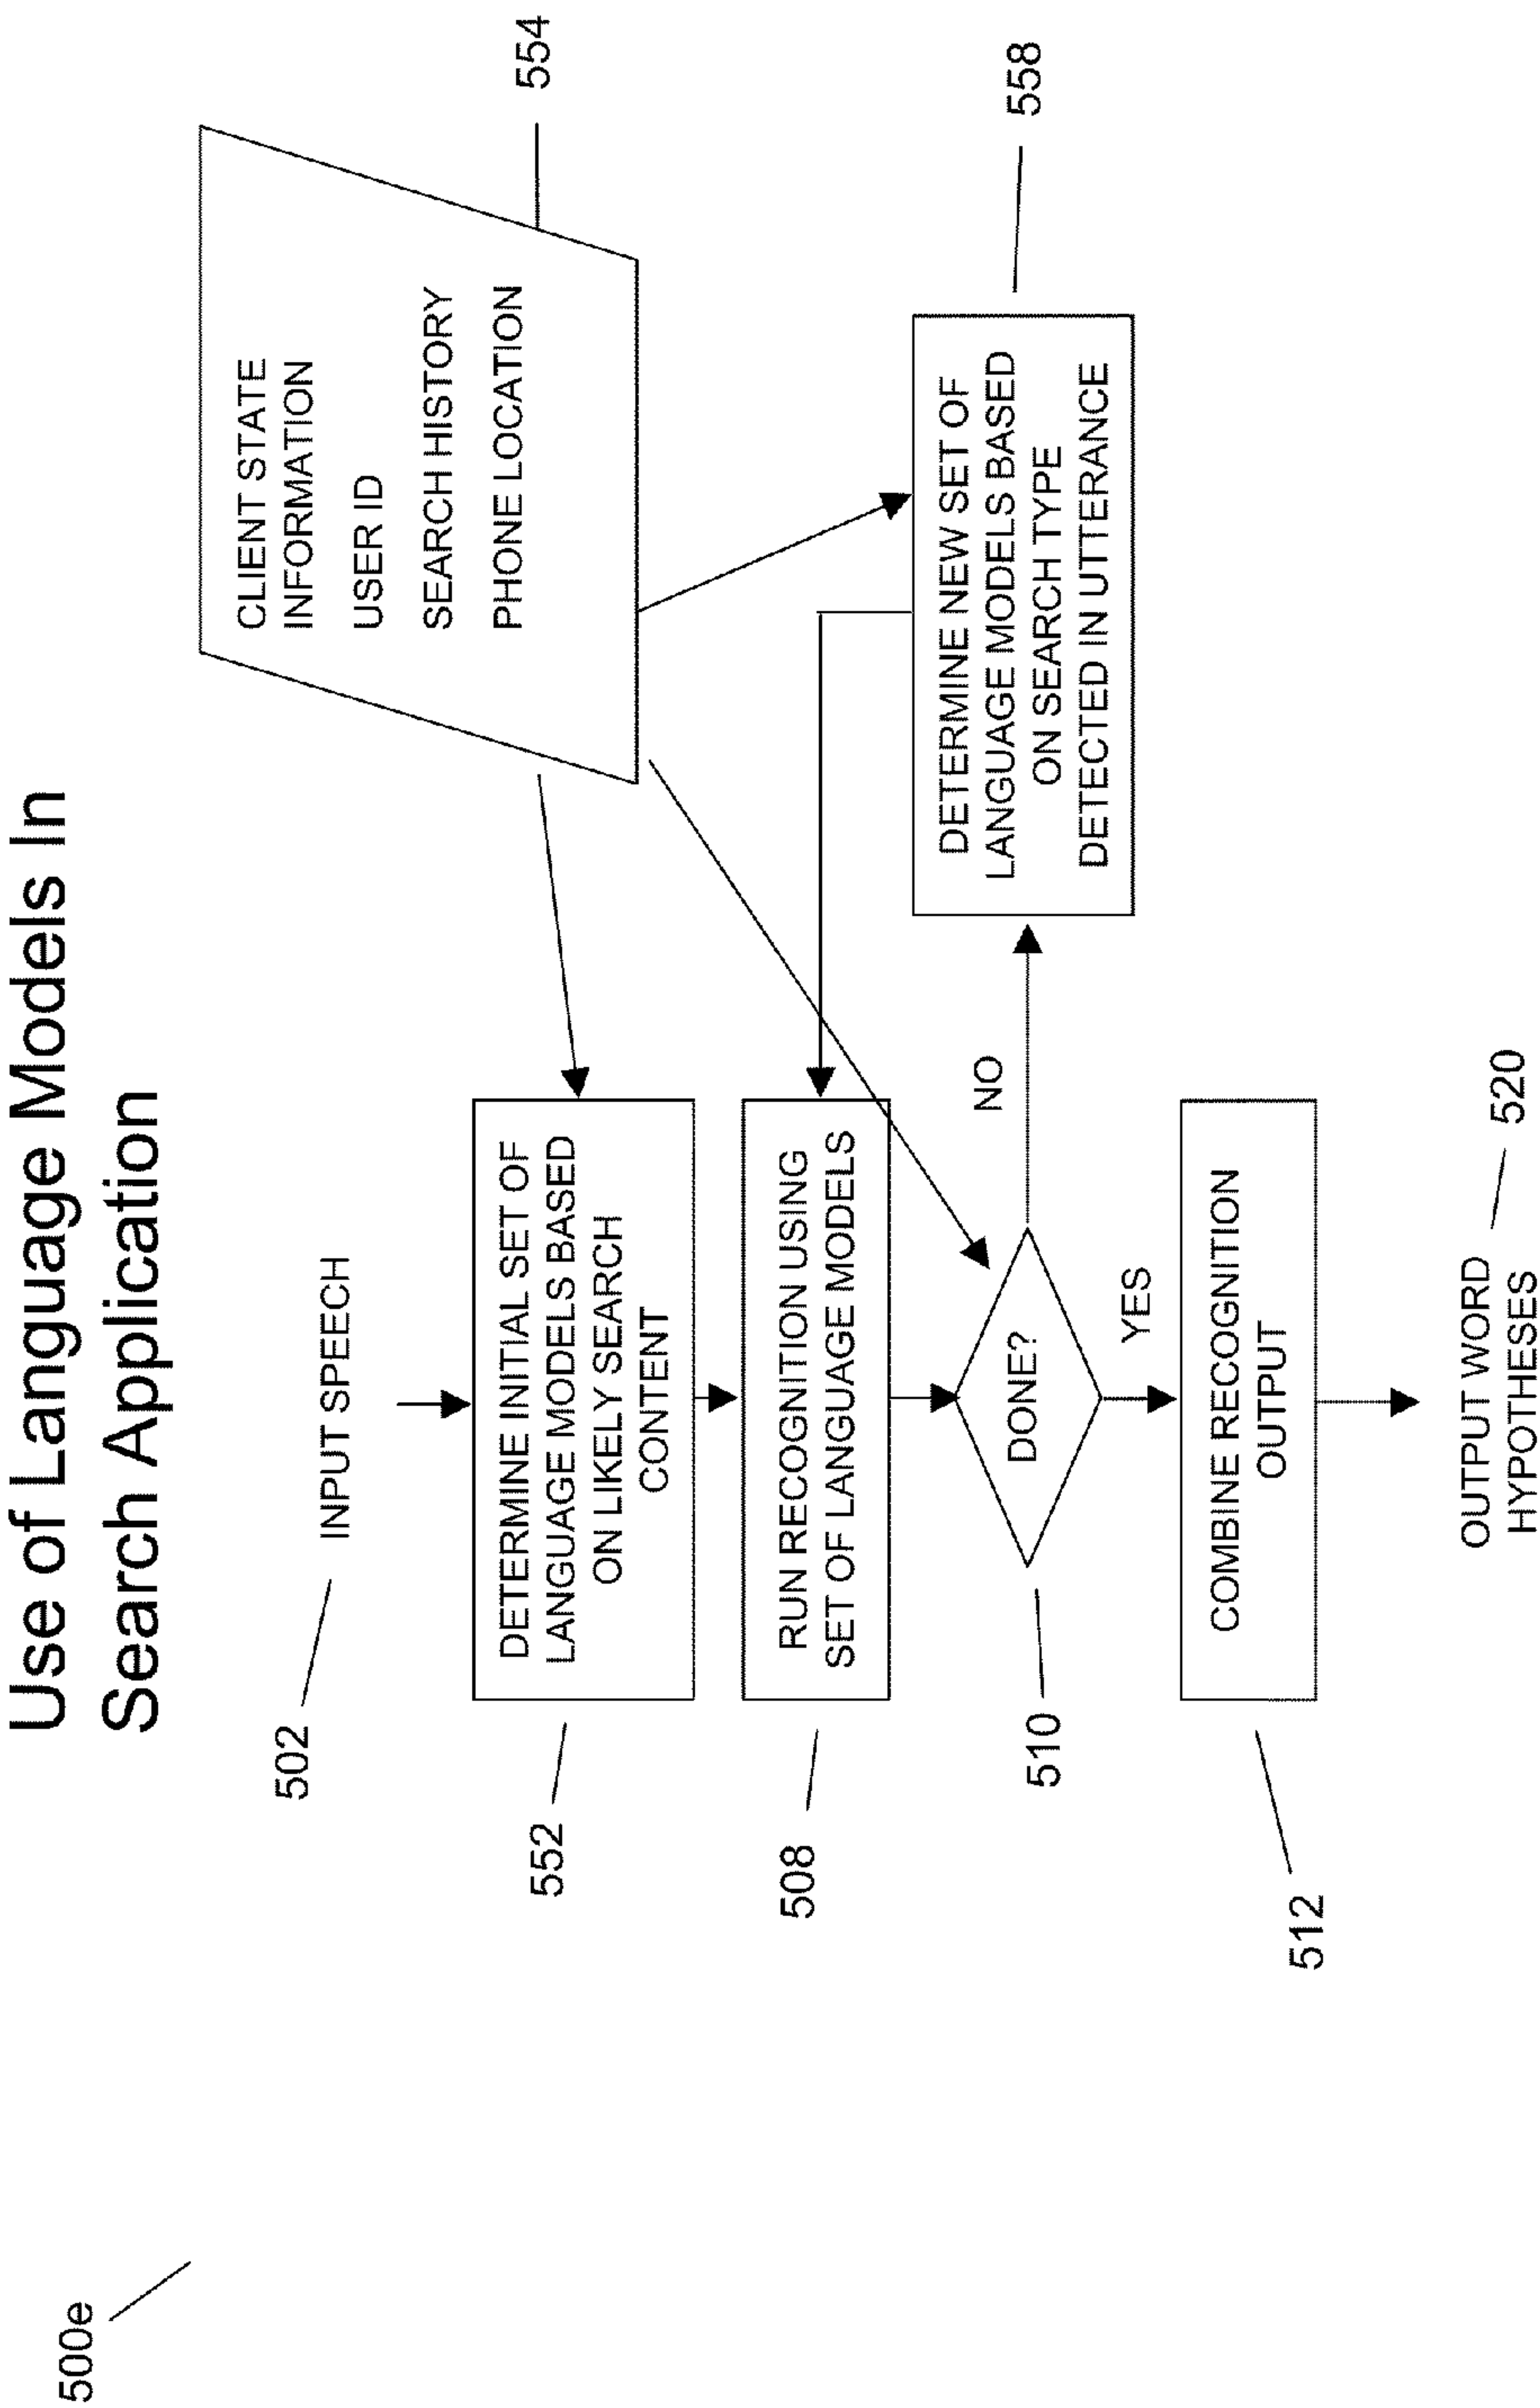 Use of Language Models In
Search Application
500e
502
INPUT SPEECH
CLIENT STATE
INFORMATION
USER ID
SEARCH HISTORY
PHONE LOCATION
554
552
DETERMINE INITIAL SET OF
LANGUAGE MODELS BASED
ON LIKELY SEARCH
CONTENT
508
RUN RECOGNITION USING
SET OF LANGUAGE MODELS
510
DONE?
NO
DETERMINE NEW SET OF
LANGUAGE MODELS BASED
ON SEARCH TYPE
DETECTED IN UTTERANCE
558
YES
512
COMBINE RECOGNITION
OUTPUT
OUTPUT WORD
HYPOTHESES
520